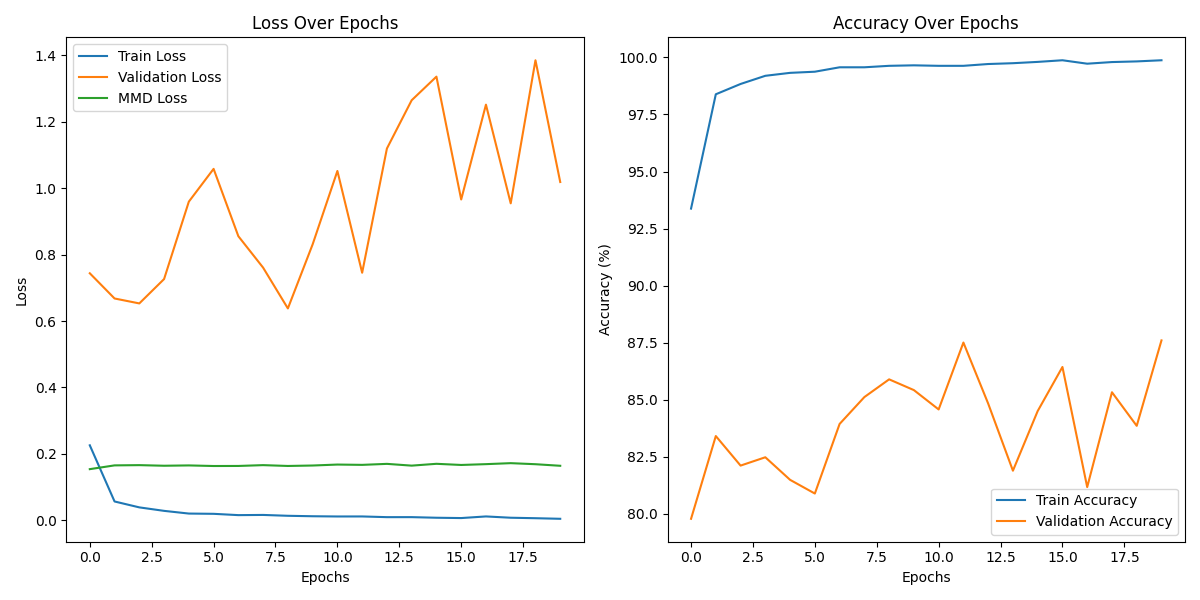 Loss Over Epochs
Train Loss
Validation Loss
MMD Loss
Loss
1.4
1.2
1.0
0.8
0.6
0.4
0.2
0.0
0.0 2.5 5.0 7.5 10.0 12.5 15.0 17.5
Epochs
Accuracy Over Epochs
Accuracy (%)
100.0
97.5
95.0
92.5
90.0
87.5
85.0
82.5
80.0
Train Accuracy
Validation Accuracy
0.0 2.5 5.0 7.5 10.0 12.5 15.0 17.5
Epochs